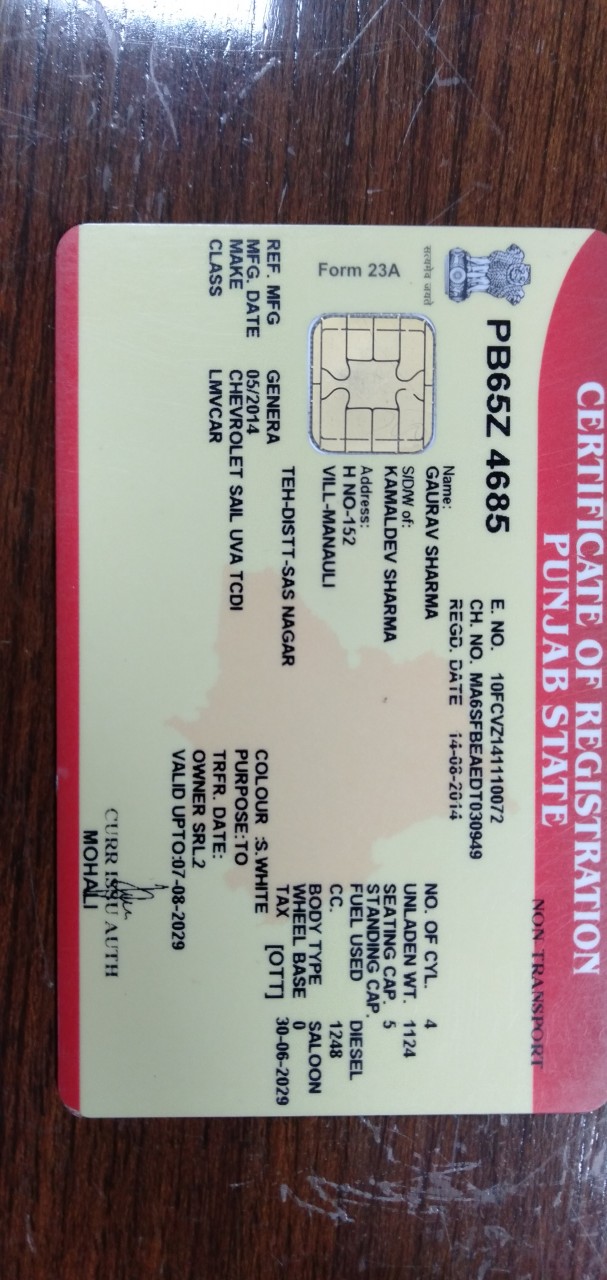 CERTIFICATE OF REGISTRATION
PUNJAB STATE
NON TRANSPORT
सत्यमेव जयते
PB65Z 4685
Form 23A
E. NO. 10FCVZ141110072
CH. NO. MA6SFBEAEDT030949
REGD. DATE 14-08-2014
Name:
GAURAV SHARMA
S/D/W of:
KAMALDEV SHARMA
Address:
H NO-152
VILL-MANAULI
TEH-DISTT-SAS NAGAR
NO. OF CYL. 4
UNLADEN WT. 1124
SEATING CAP. 5
STANDING CAP.
FUEL USED DIESEL
CC. 1248
BODY TYPE SALOON
WHEEL BASE 0
TAX [OTT] 30-06-2029
REF. MFG GENERA
MFG. DATE 05/2014
MAKE CHEVROLET SAIL UVA TCDI
CLASS LMVCAR
COLOUR :S.WHITE
PURPOSE:TO
TRFR. DATE:
OWNER SRL.2
VALID UPTO:07-08-2029
CURR ISSU AUTH
MOHALI